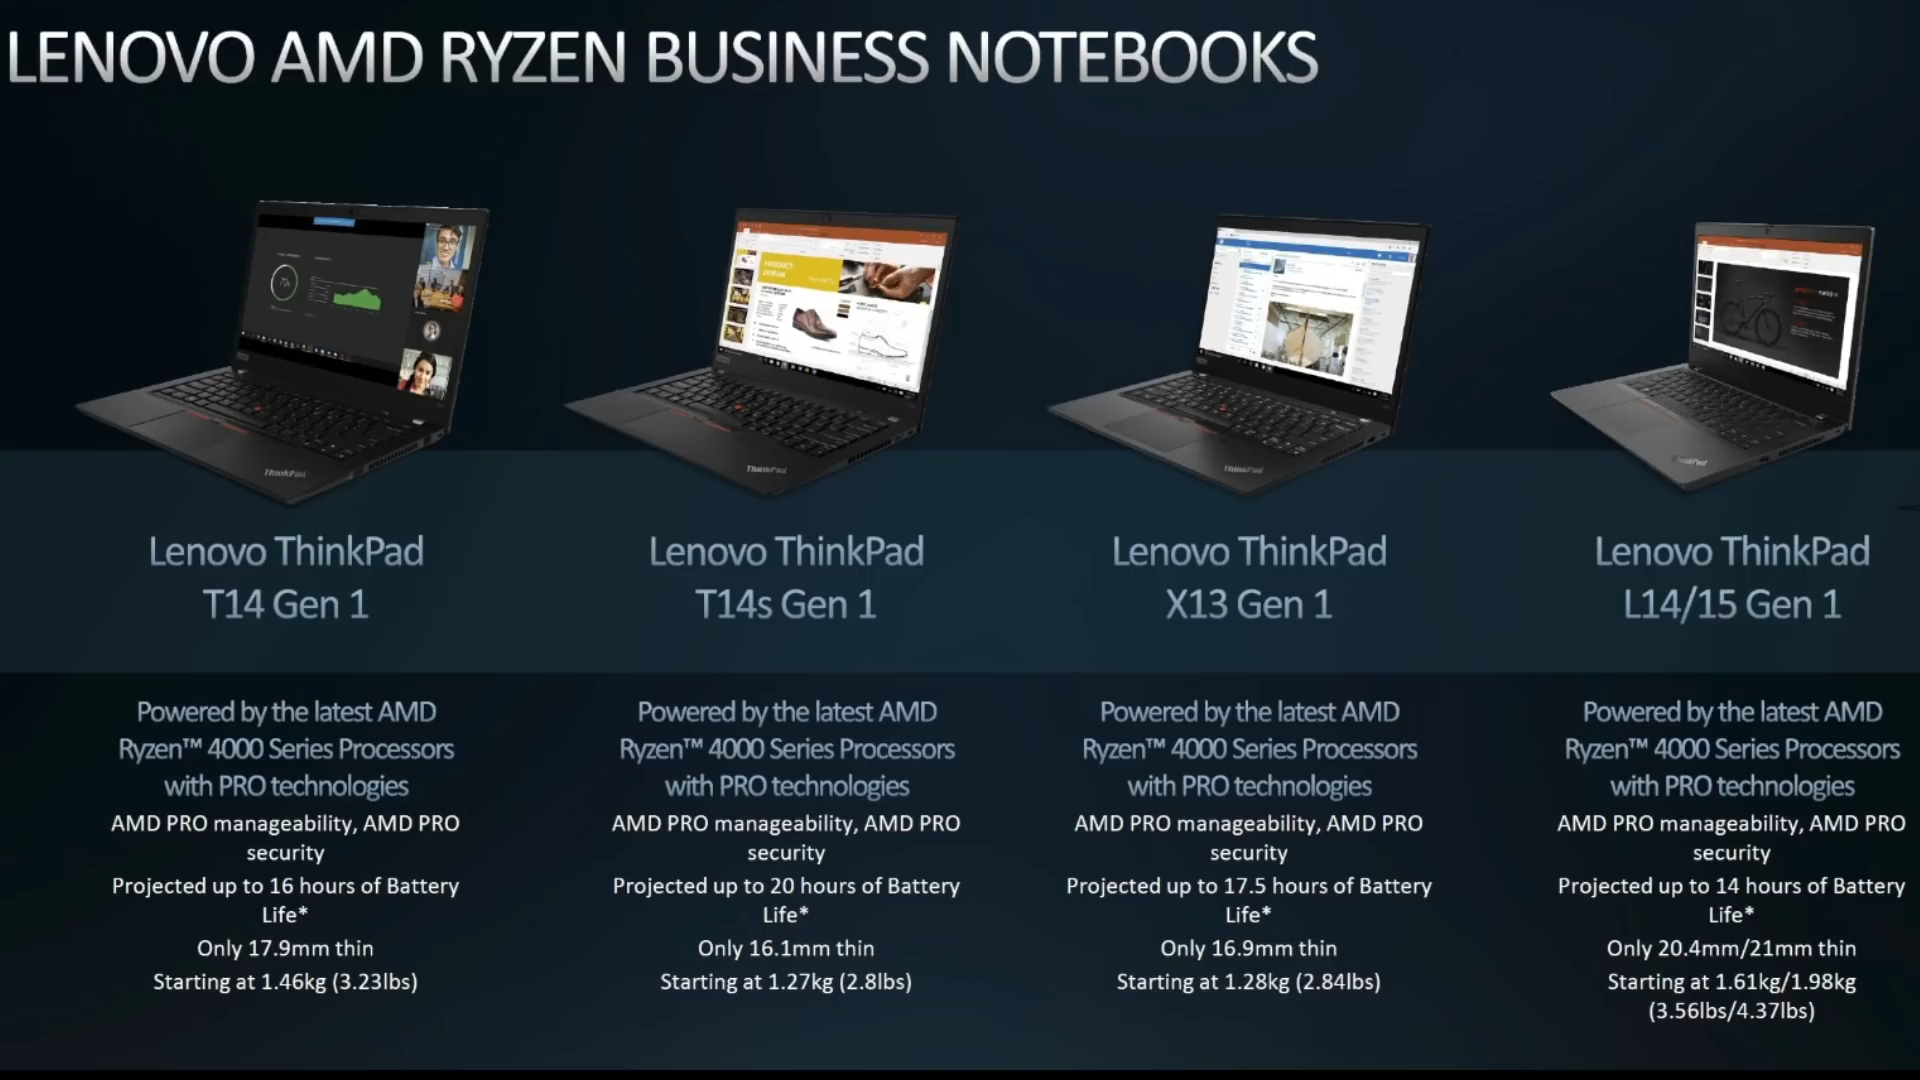 LENOVO AMD RYZEN BUSINESS NOTEBOOKS
ThinkPad
ThinkPad
ThinkPad
ThinkPad
Lenovo ThinkPad
T14 Gen 1
Lenovo ThinkPad
T14s Gen 1
Lenovo ThinkPad
X13 Gen 1
Lenovo ThinkPad
L14/15 Gen 1
Powered by the latest AMD
Ryzen™ 4000 Series Processors
with PRO technologies
AMD PRO manageability, AMD PRO
security
Projected up to 16 hours of Battery
Life*
Only 17.9mm thin
Starting at 1.46kg (3.23lbs)
Powered by the latest AMD
Ryzen™ 4000 Series Processors
with PRO technologies
AMD PRO manageability, AMD PRO
security
Projected up to 20 hours of Battery
Life*
Only 16.1mm thin
Starting at 1.27kg (2.8lbs)
Powered by the latest AMD
Ryzen™ 4000 Series Processors
with PRO technologies
AMD PRO manageability, AMD PRO
security
Projected up to 17.5 hours of Battery
Life*
Only 16.9mm thin
Starting at 1.28kg (2.84lbs)
Powered by the latest AMD
Ryzen™ 4000 Series Processors
with PRO technologies
AMD PRO manageability, AMD PRO
security
Projected up to 14 hours of Battery
Life*
Only 20.4mm/21mm thin
Starting at 1.61kg/1.98kg
(3.56lbs/4.37lbs)